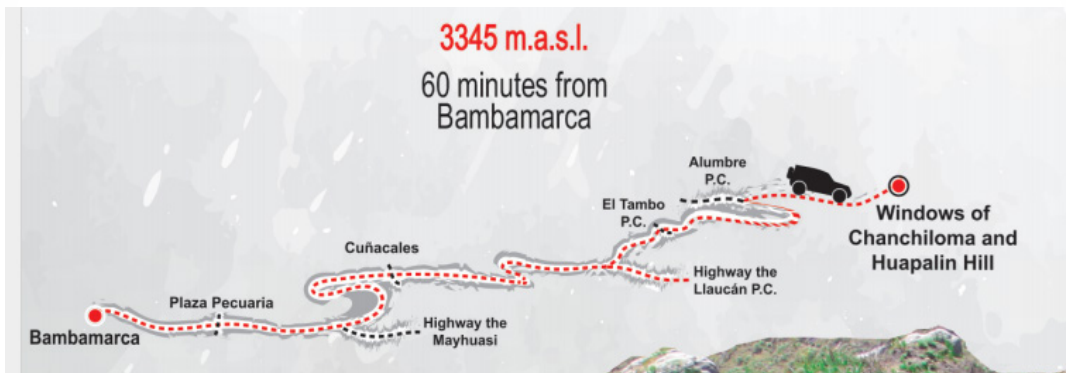 3345 m.a.s.l.
60 minutes from
Bambamarca
Alumbre
P.C.
El Tambo
P.C.
Windows of
Chanchiloma and
Huapalin Hill
Cuñacales
Highway the
Llaucán P.C.
Plaza Pecuaria
Bambamarca
Highway the
Mayhuasi